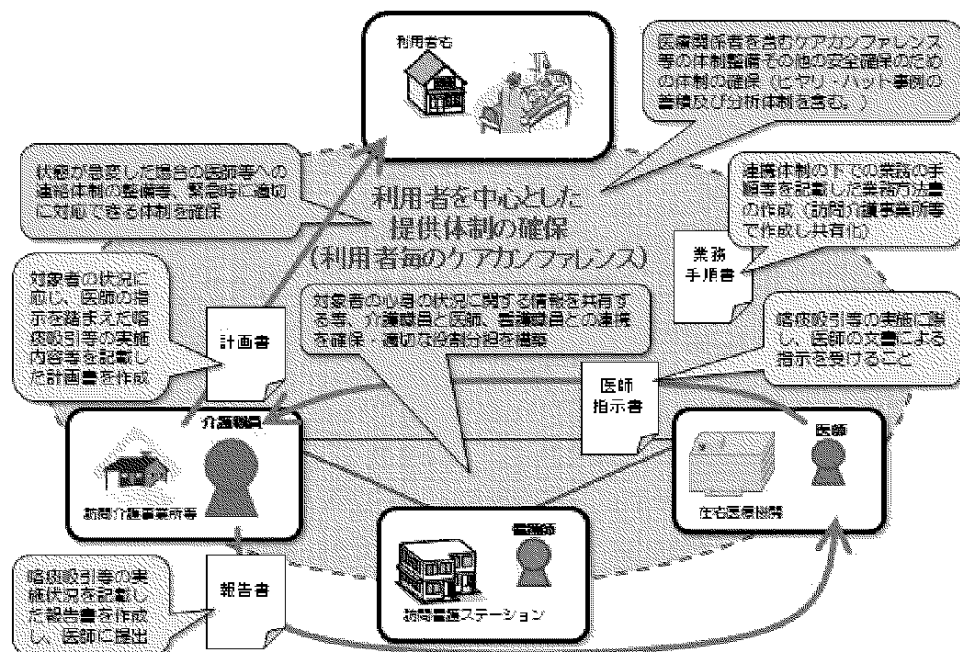 利用者宅
医療関係者を含むケアカンファレンス
等の体制整備その他の安全確保のため
の体制の確保（ヒヤリ・ハット事例の
蓄積及び分析体制を含む。）
状態が急変した場合の医師等への
連絡体制の整備等、緊急時に適切
に対応できる体制を確保
利用者を中心とした
提供体制の確保
（利用者毎のケアカンファレンス）
連携体制の下での業務の手
順等を記載した業務方法書
の作成（訪問介護事業所等
で作成し共有化）
業務
手順書
対象者の状況に
応じ、医師の指
示を踏まえた喀
痰吸引等の実施
内容等を記載し
た計画書を作成
計画書
対象者の心身の状況に関する情報を共有す
る等、介護職員と医師、看護職員との連携
を確保・適切な役割分担を構築
喀痰吸引等の実施に際
し、医師の文書による
指示を受けること
医師
指示書
介護職員
訪問介護事業所等
医師
在宅医療機関
看護師
訪問看護ステーション
喀痰吸引等の実
施状況を記載し
た報告書を作成
し、医師に提出
報告書